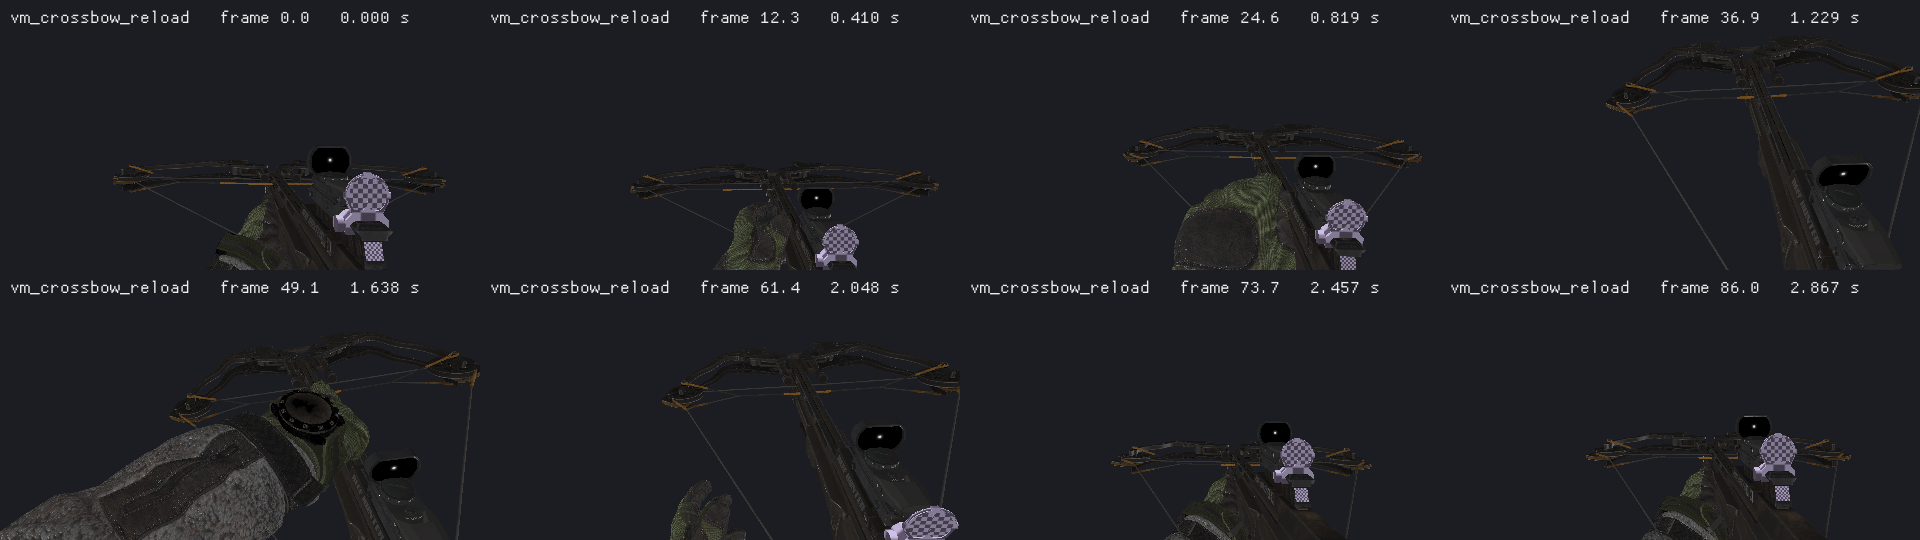 vm_crossbow_reload frame 0.0 0.000 s
vm_crossbow_reload frame 12.3 0.410 s
vm_crossbow_reload frame 24.6 0.819 s
vm_crossbow_reload frame 36.9 1.229 s
vm_crossbow_reload frame 49.1 1.638 s
vm_crossbow_reload frame 61.4 2.048 s
vm_crossbow_reload frame 73.7 2.457 s
vm_crossbow_reload frame 86.0 2.867 s